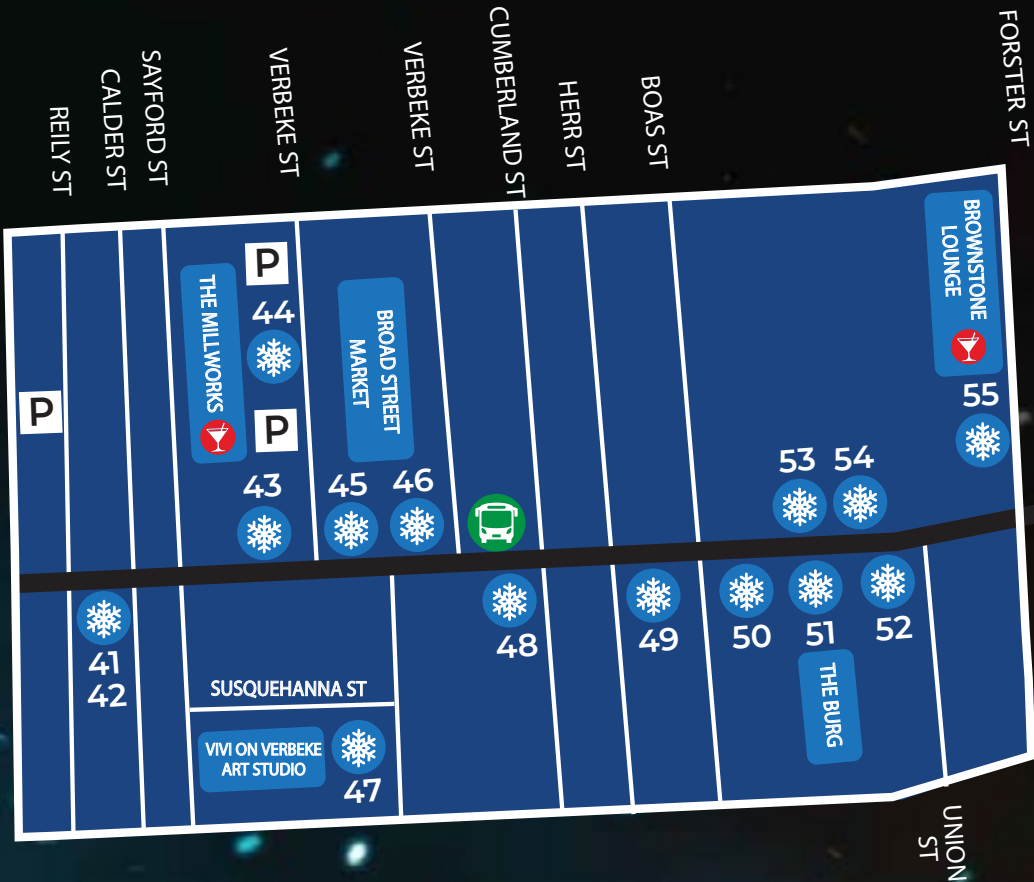 REILY ST
CALDER ST
SAYFORD ST
VERBEKE ST
VERBEKE ST
CUMBERLAND ST
HERR ST
BOAS ST
FORSTER ST
P
44
THE MILLWORKS
P
P
43
BROAD STREET
MARKET
45
46
BROWNSTONE
LOUNGE
55
53
54
41
42
48
49
50
51
52
SUSQUEHANNA ST
VIVI ON VERBEKE
ART STUDIO
47
THE BURG
UNION
ST